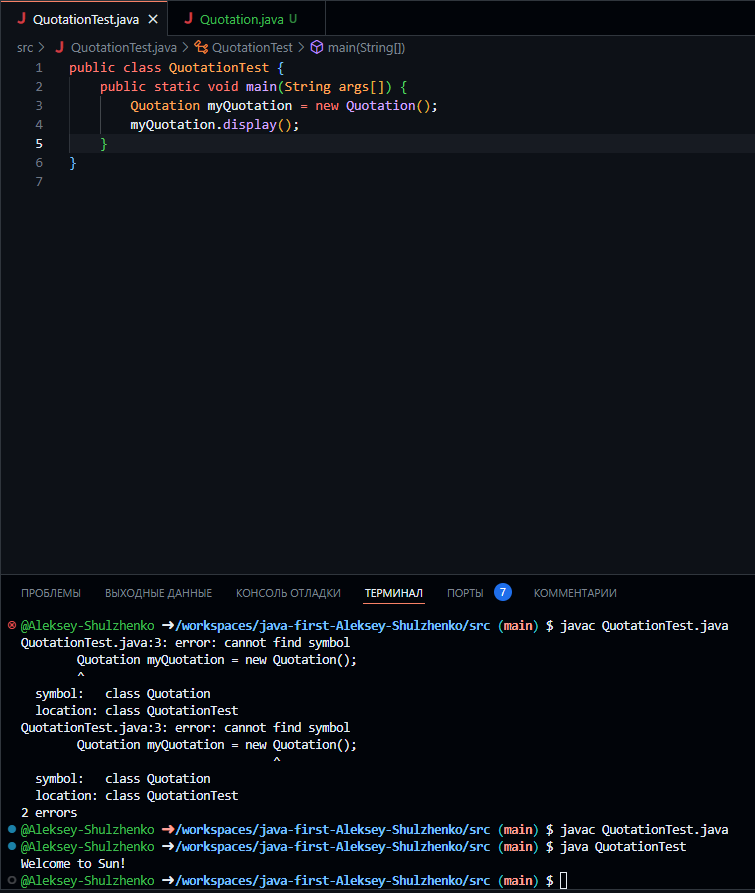 QuotationTest.java ✕ Quotation.java U
src > QuotationTest.java > QuotationTest > main(String[])
1 public class QuotationTest {
2 public static void main(String args[]) {
3 Quotation myQuotation = new Quotation();
4 myQuotation.display();
5 }
6 }
7
ПРОБЛЕМЫ ВЫХОДНЫЕ ДАННЫЕ КОНСОЛЬ ОТЛАДКИ ТЕРМИНАЛ ПОРТЫ 7 КОММЕНТАРИИ
@Aleksey-Shulzhenko ➜/workspaces/java-first-Aleksey-Shulzhenko/src (main) $ javac QuotationTest.java
QuotationTest.java:3: error: cannot find symbol
Quotation myQuotation = new Quotation();
^
symbol: class Quotation
location: class QuotationTest
QuotationTest.java:3: error: cannot find symbol
Quotation myQuotation = new Quotation();
^
symbol: class Quotation
location: class QuotationTest
2 errors
@Aleksey-Shulzhenko ➜/workspaces/java-first-Aleksey-Shulzhenko/src (main) $ javac QuotationTest.java
@Aleksey-Shulzhenko ➜/workspaces/java-first-Aleksey-Shulzhenko/src (main) $ java QuotationTest
Welcome to Sun!
@Aleksey-Shulzhenko ➜/workspaces/java-first-Aleksey-Shulzhenko/src (main) $